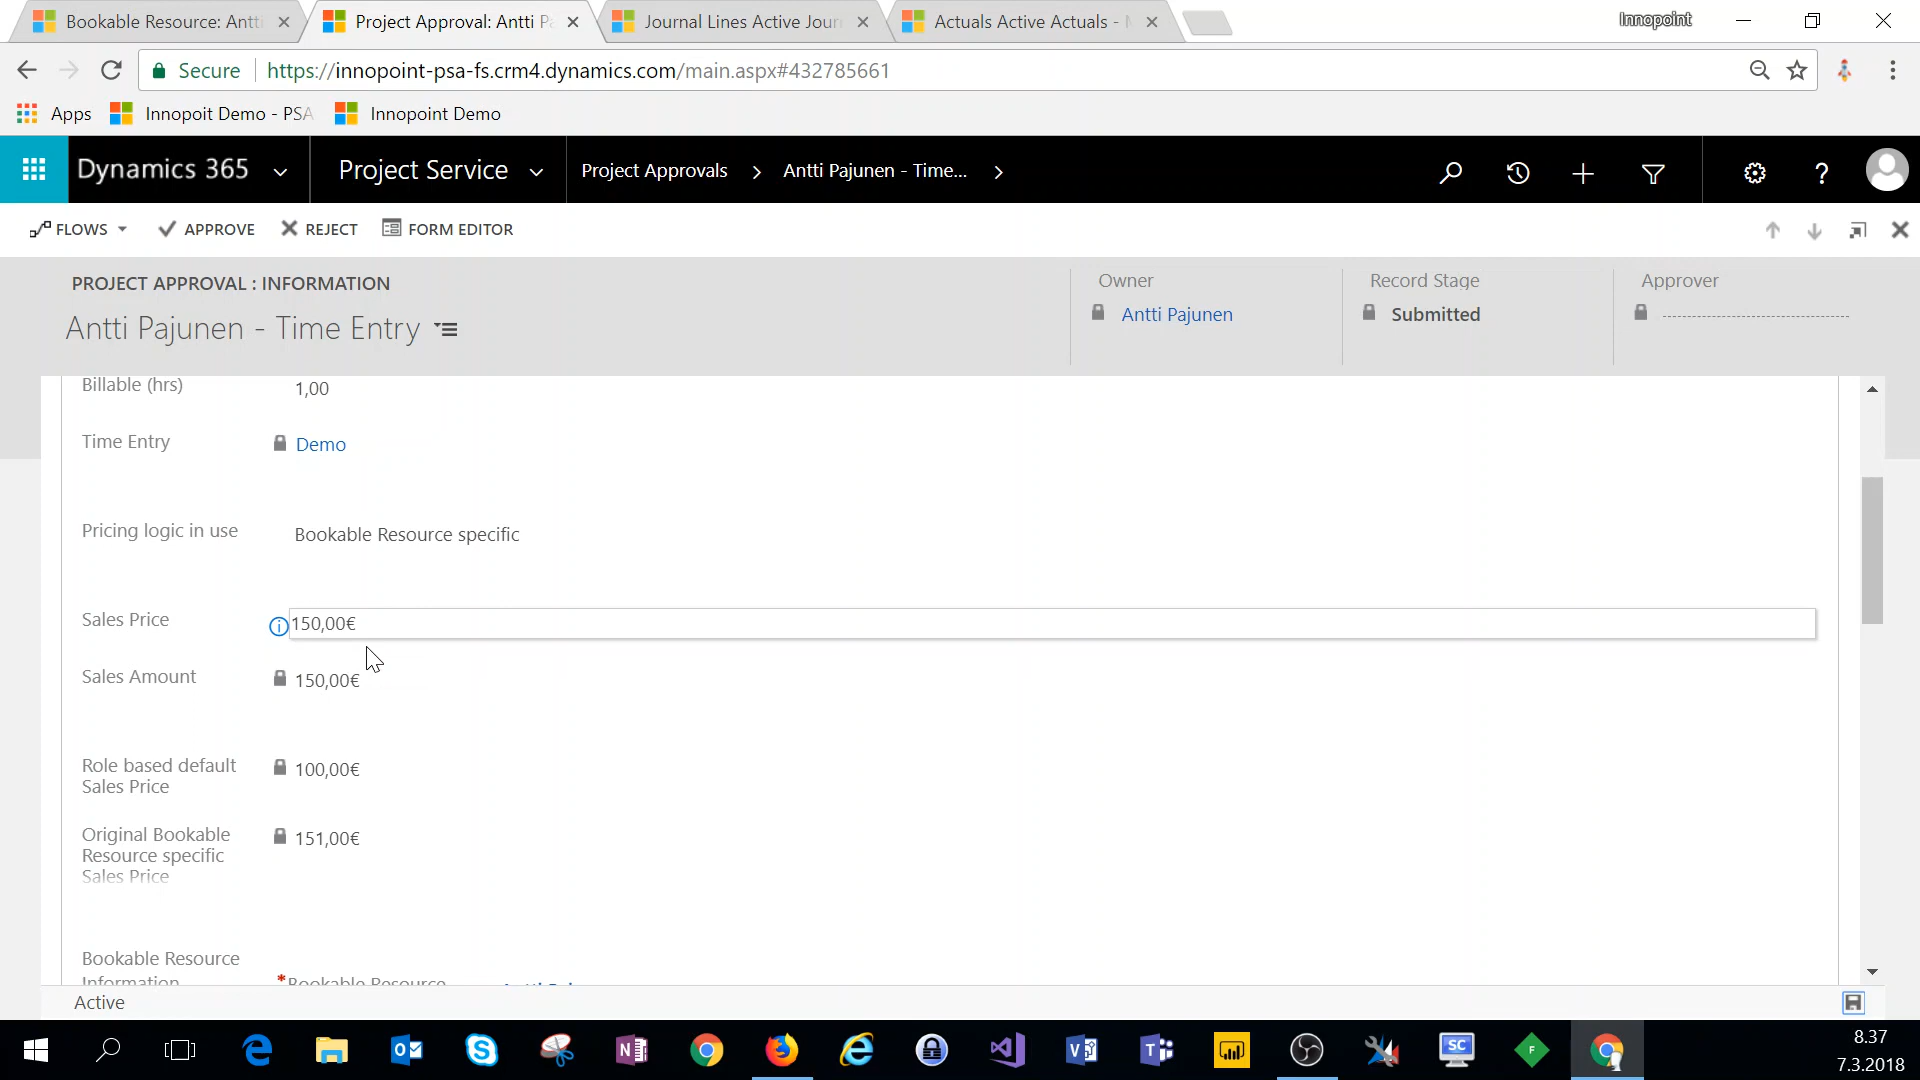 Bookable Resource: Antti
Project Approval: Antti Pa
Journal Lines Active Jour
Actuals Active Actuals - M
Innopoint
Secure
https://innopoint-psa-fs.crm4.dynamics.com/main.aspx#432785661
Apps
Innopoit Demo - PSA
Innopoint Demo
Dynamics 365
Project Service
Project Approvals
Antti Pajunen - Time...
FLOWS
APPROVE
REJECT
FORM EDITOR
PROJECT APPROVAL : INFORMATION
Antti Pajunen - Time Entry
Owner
Antti Pajunen
Record Stage
Submitted
Approver
Billable (hrs)
1,00
Time Entry
Demo
Pricing logic in use
Bookable Resource specific
Sales Price
150,00€
Sales Amount
150,00€
Role based default
Sales Price
100,00€
Original Bookable
Resource specific
Sales Price
151,00€
Bookable Resource
Information
*Bookable Resource
Active
8.37
7.3.2018